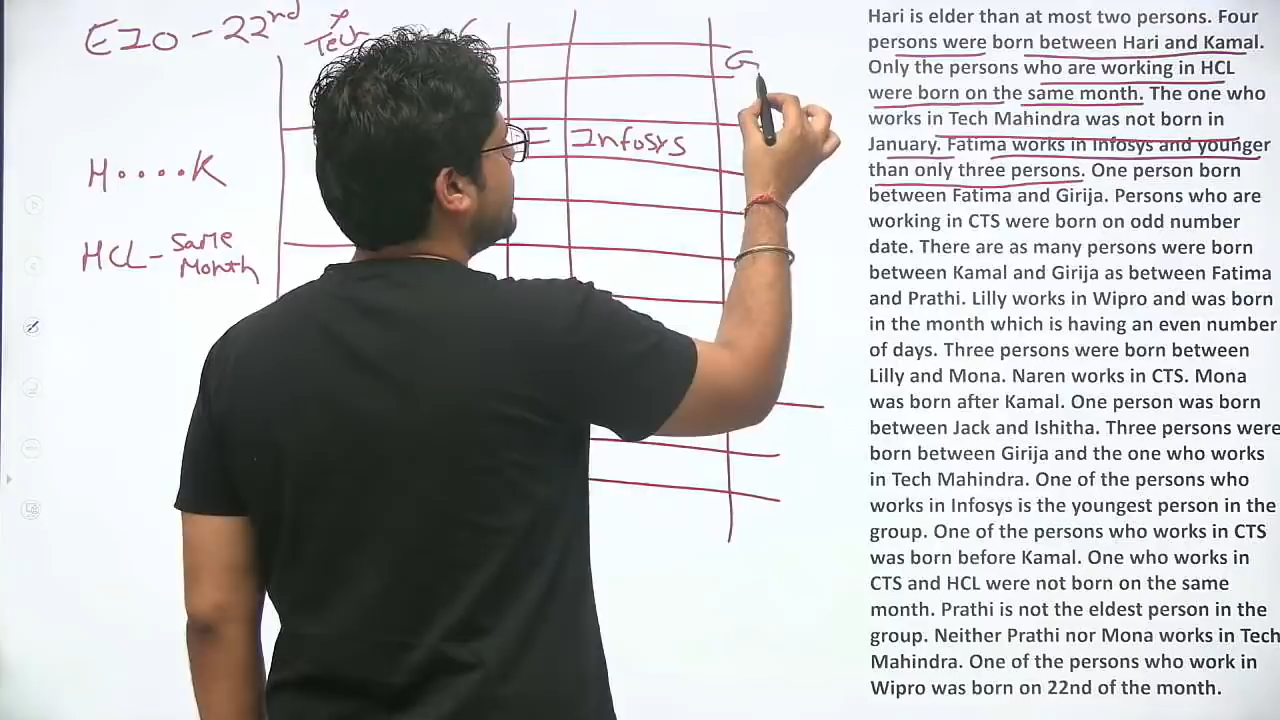 EIO - 22nd
x
Tech
H....K
HCL - Same
Month
F Infosys
G
Hari is elder than at most two persons. Four
persons were born between Hari and Kamal.
Only the persons who are working in HCL
were born on the same month. The one who
works in Tech Mahindra was not born in
January. Fatima works in Infosys and younger
than only three persons. One person born
between Fatima and Girija. Persons who are
working in CTS were born on odd number
date. There are as many persons were born
between Kamal and Girija as between Fatima
and Prathi. Lilly works in Wipro and was born
in the month which is having an even number
of days. Three persons were born between
Lilly and Mona. Naren works in CTS. Mona
was born after Kamal. One person was born
between Jack and Ishitha. Three persons were
born between Girija and the one who works
in Tech Mahindra. One of the persons who
works in Infosys is the youngest person in the
group. One of the persons who works in CTS
was born before Kamal. One who works in
CTS and HCL were not born on the same
month. Prathi is not the eldest person in the
group. Neither Prathi nor Mona works in Tech
Mahindra. One of the persons who work in
Wipro was born on 22nd of the month.